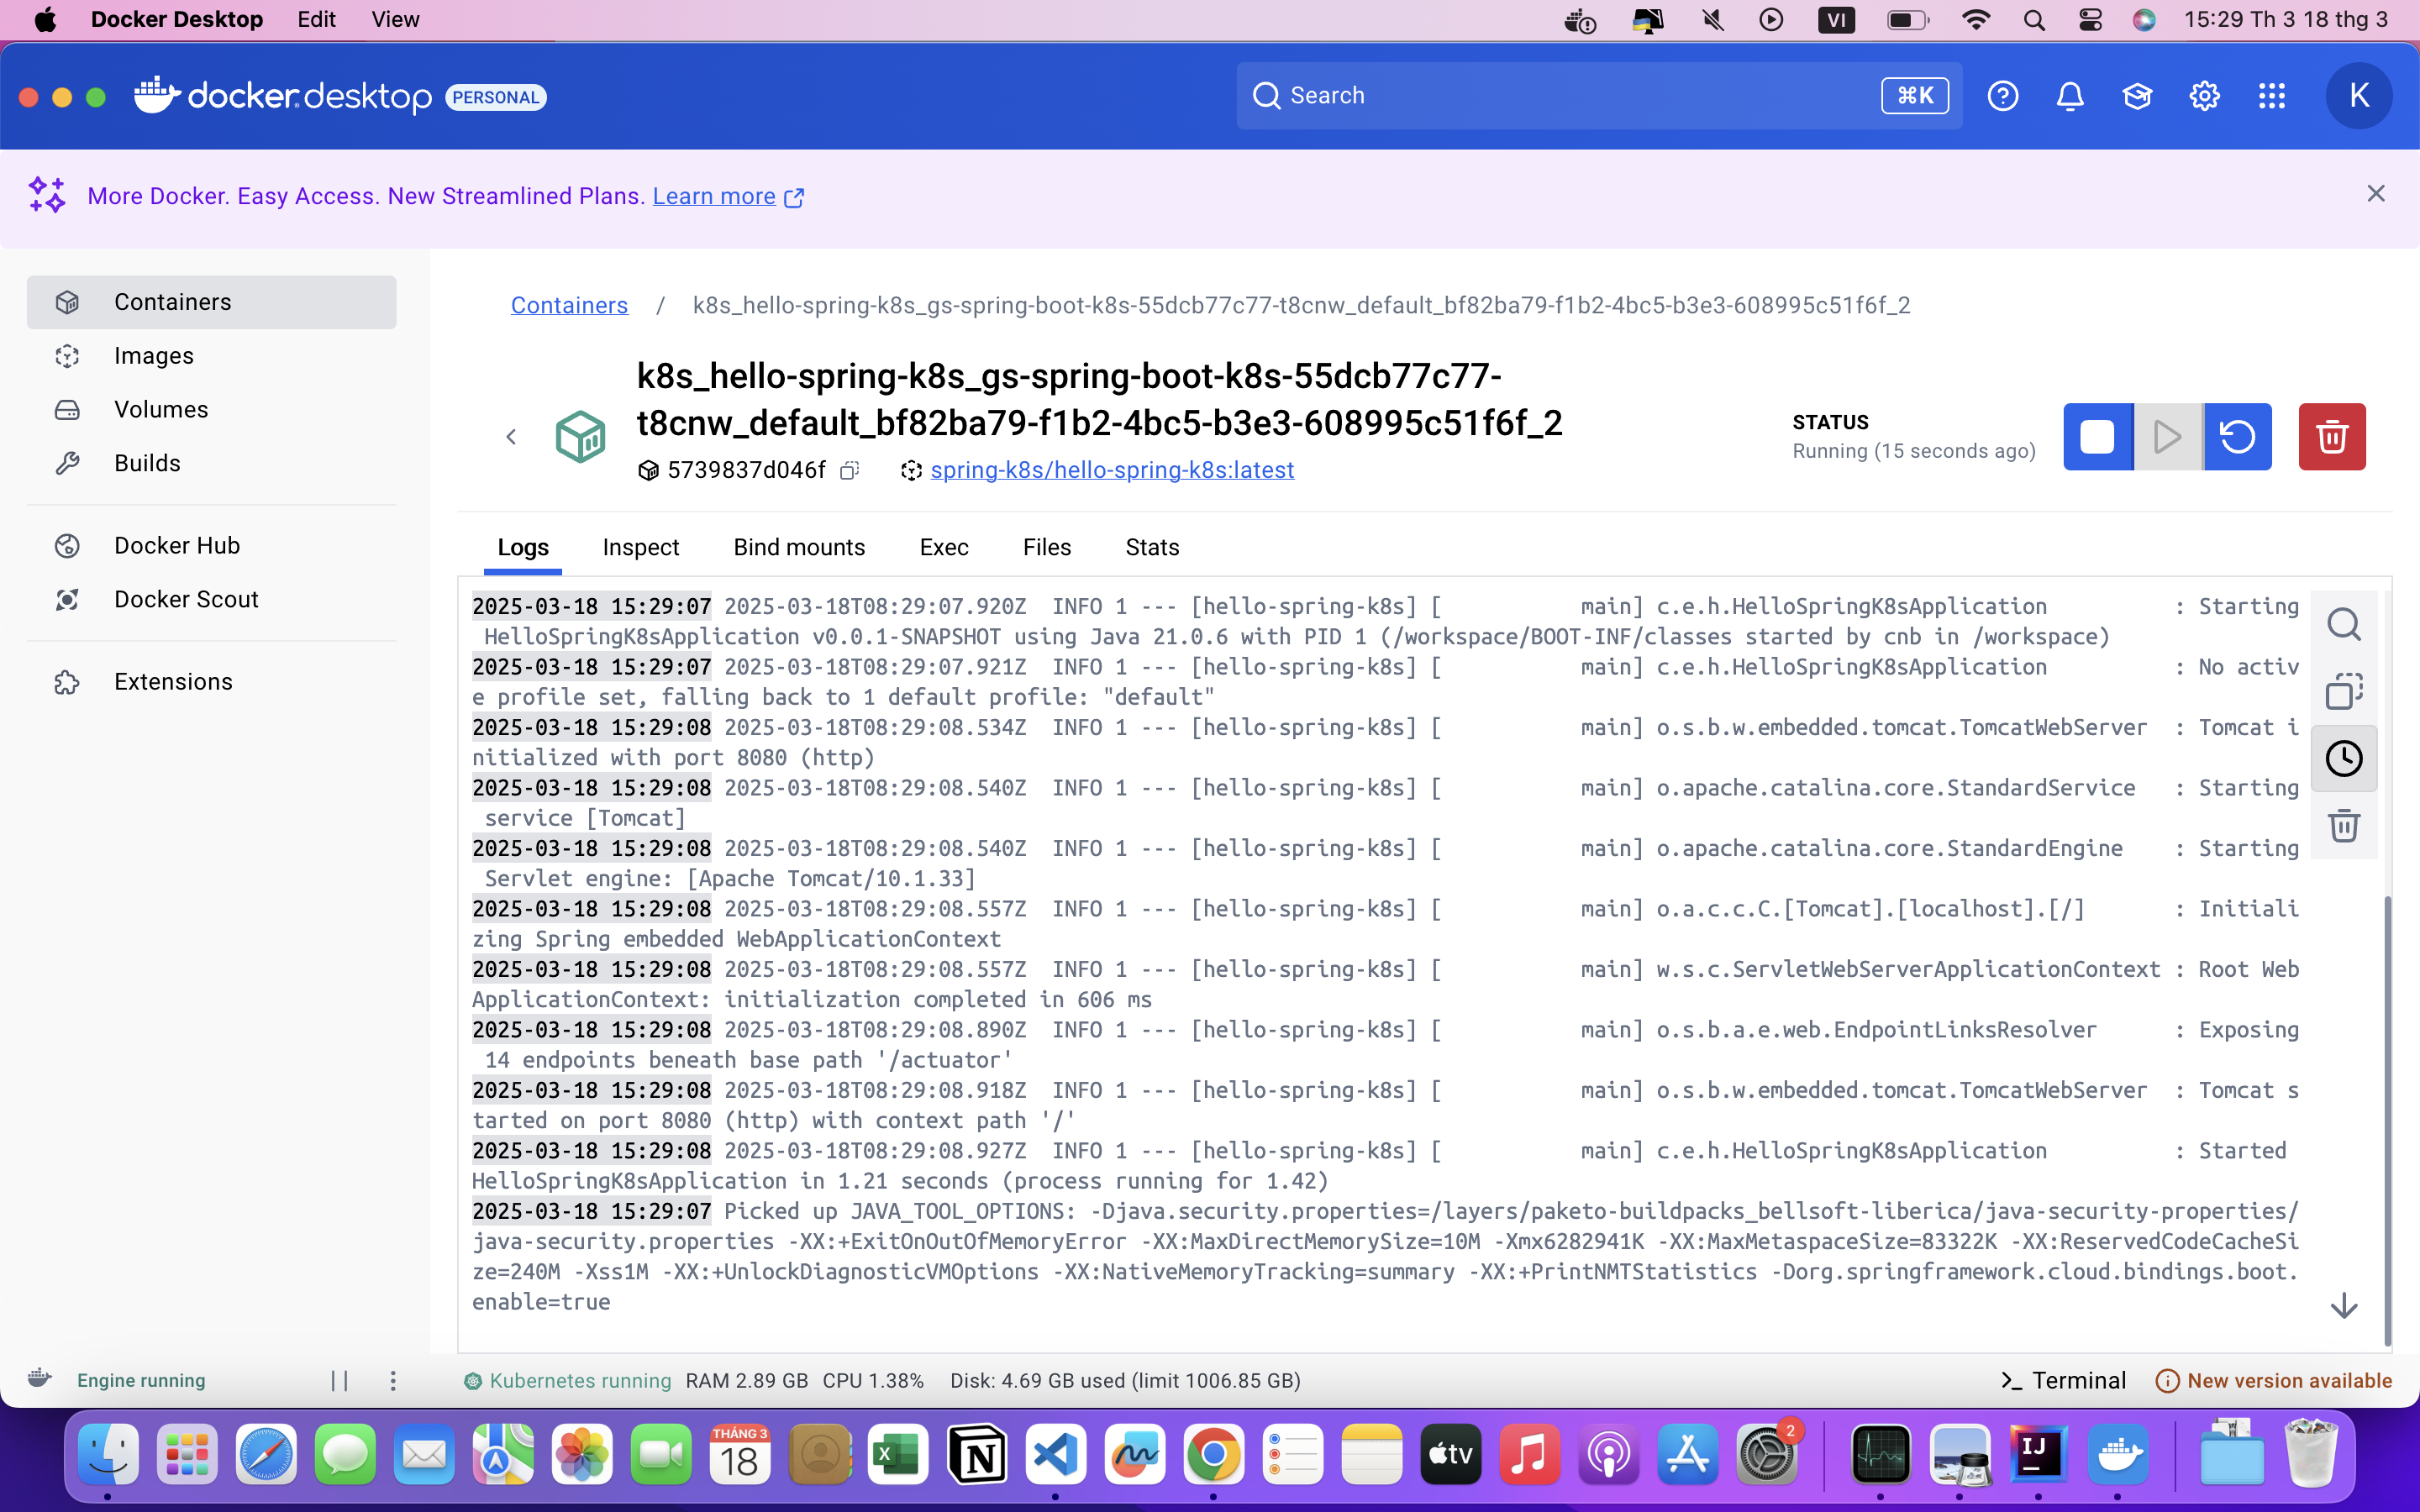 Docker Desktop Edit View VI 15:29 Th 3 18 thg 3
docker desktop PERSONAL Search ⌘K K
More Docker. Easy Access. New Streamlined Plans. Learn more
Containers
Images
Volumes
Builds
Docker Hub
Docker Scout
Extensions
Containers / k8s_hello-spring-k8s_gs-spring-boot-k8s-55dcb77c77-t8cnw_default_bf82ba79-f1b2-4bc5-b3e3-608995c51f6f_2
k8s_hello-spring-k8s_gs-spring-boot-k8s-55dcb77c77-
t8cnw_default_bf82ba79-f1b2-4bc5-b3e3-608995c51f6f_2
5739837d046f spring-k8s/hello-spring-k8s:latest
STATUS
Running (15 seconds ago)
Logs Inspect Bind mounts Exec Files Stats
2025-03-18 15:29:07 2025-03-18T08:29:07.920Z  INFO 1 --- [hello-spring-k8s] [           main] c.e.h.HelloSpringK8sApplication          : Starting
HelloSpringK8sApplication v0.0.1-SNAPSHOT using Java 21.0.6 with PID 1 (/workspace/BOOT-INF/classes started by cnb in /workspace)
2025-03-18 15:29:07 2025-03-18T08:29:07.921Z  INFO 1 --- [hello-spring-k8s] [           main] c.e.h.HelloSpringK8sApplication          : No activ
e profile set, falling back to 1 default profile: "default"
2025-03-18 15:29:08 2025-03-18T08:29:08.534Z  INFO 1 --- [hello-spring-k8s] [           main] o.s.b.w.embedded.tomcat.TomcatWebServer  : Tomcat i
nitialized with port 8080 (http)
2025-03-18 15:29:08 2025-03-18T08:29:08.540Z  INFO 1 --- [hello-spring-k8s] [           main] o.apache.catalina.core.StandardService   : Starting
service [Tomcat]
2025-03-18 15:29:08 2025-03-18T08:29:08.540Z  INFO 1 --- [hello-spring-k8s] [           main] o.apache.catalina.core.StandardEngine    : Starting
Servlet engine: [Apache Tomcat/10.1.33]
2025-03-18 15:29:08 2025-03-18T08:29:08.557Z  INFO 1 --- [hello-spring-k8s] [           main] o.a.c.c.C.[Tomcat].[localhost].[/]       : Initiali
zing Spring embedded WebApplicationContext
2025-03-18 15:29:08 2025-03-18T08:29:08.557Z  INFO 1 --- [hello-spring-k8s] [           main] w.s.c.ServletWebServerApplicationContext : Root Web
ApplicationContext: initialization completed in 606 ms
2025-03-18 15:29:08 2025-03-18T08:29:08.890Z  INFO 1 --- [hello-spring-k8s] [           main] o.s.b.a.e.web.EndpointLinksResolver      : Exposing
14 endpoints beneath base path '/actuator'
2025-03-18 15:29:08 2025-03-18T08:29:08.918Z  INFO 1 --- [hello-spring-k8s] [           main] o.s.b.w.embedded.tomcat.TomcatWebServer  : Tomcat s
tarted on port 8080 (http) with context path '/'
2025-03-18 15:29:08 2025-03-18T08:29:08.927Z  INFO 1 --- [hello-spring-k8s] [           main] c.e.h.HelloSpringK8sApplication          : Started
HelloSpringK8sApplication in 1.21 seconds (process running for 1.42)
2025-03-18 15:29:07 Picked up JAVA_TOOL_OPTIONS: -Djava.security.properties=/layers/paketo-buildpacks_bellsoft-liberica/java-security-properties/
java-security.properties -XX:+ExitOnOutOfMemoryError -XX:MaxDirectMemorySize=10M -Xmx6282941K -XX:MaxMetaspaceSize=83322K -XX:ReservedCodeCacheSi
ze=240M -Xss1M -XX:+UnlockDiagnosticVMOptions -XX:NativeMemoryTracking=summary -XX:+PrintNMTStatistics -Dorg.springframework.cloud.bindings.boot.
enable=true
Engine running Kubernetes running RAM 2.89 GB CPU 1.38% Disk: 4.69 GB used (limit 1006.85 GB) >_ Terminal New version available
THÁNG 3
18
X
N
tv
2
IJ